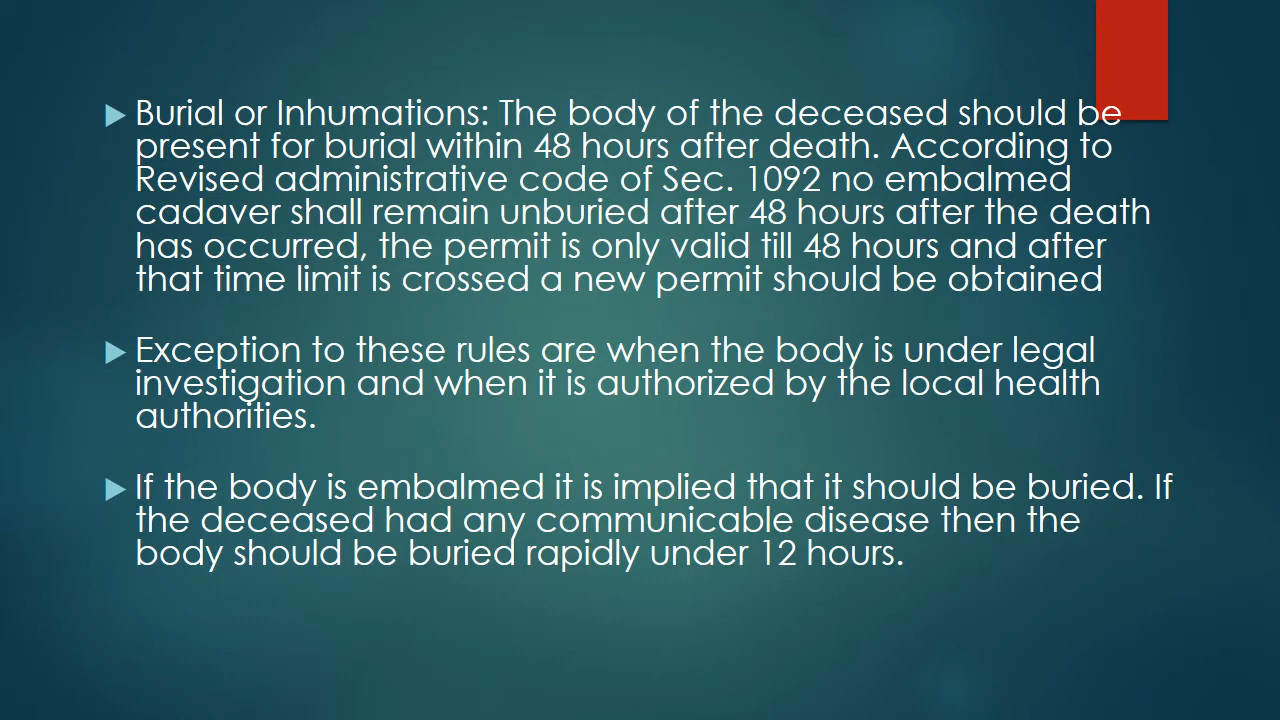 Burial or Inhumations: The body of the deceased should be
present for burial within 48 hours after death. According to
Revised administrative code of Sec. 1092 no embalmed
cadaver shall remain unburied after 48 hours after the death
has occurred, the permit is only valid till 48 hours and after
that time limit is crossed a new permit should be obtained
Exception to these rules are when the body is under legal
investigation and when it is authorized by the local health
authorities.
If the body is embalmed it is implied that it should be buried. If
the deceased had any communicable disease then the
body should be buried rapidly under 12 hours.